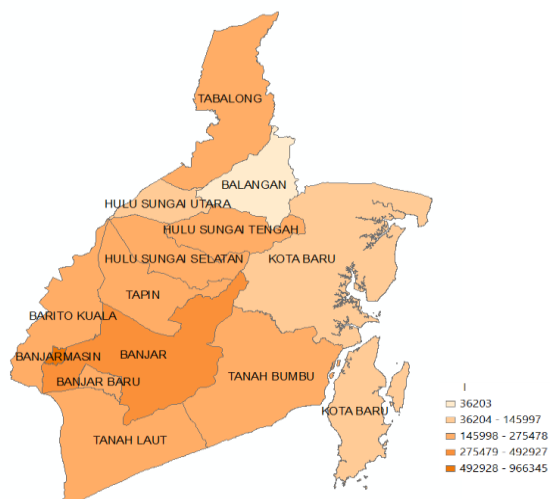 TABALONG
BALANGAN
HULU SUNGAI UTARA
HULU SUNGAI TENGAH
HULU SUNGAI SELATAN
KOTA BARU
TAPIN
BARITO KUALA
BANJARMASIN
BANJAR
BANJAR BARU
TANAH BUMBU
KOTA BARU
TANAH LAUT
36203
36204 - 145997
145998 - 275478
275479 - 492927
492928 - 966345